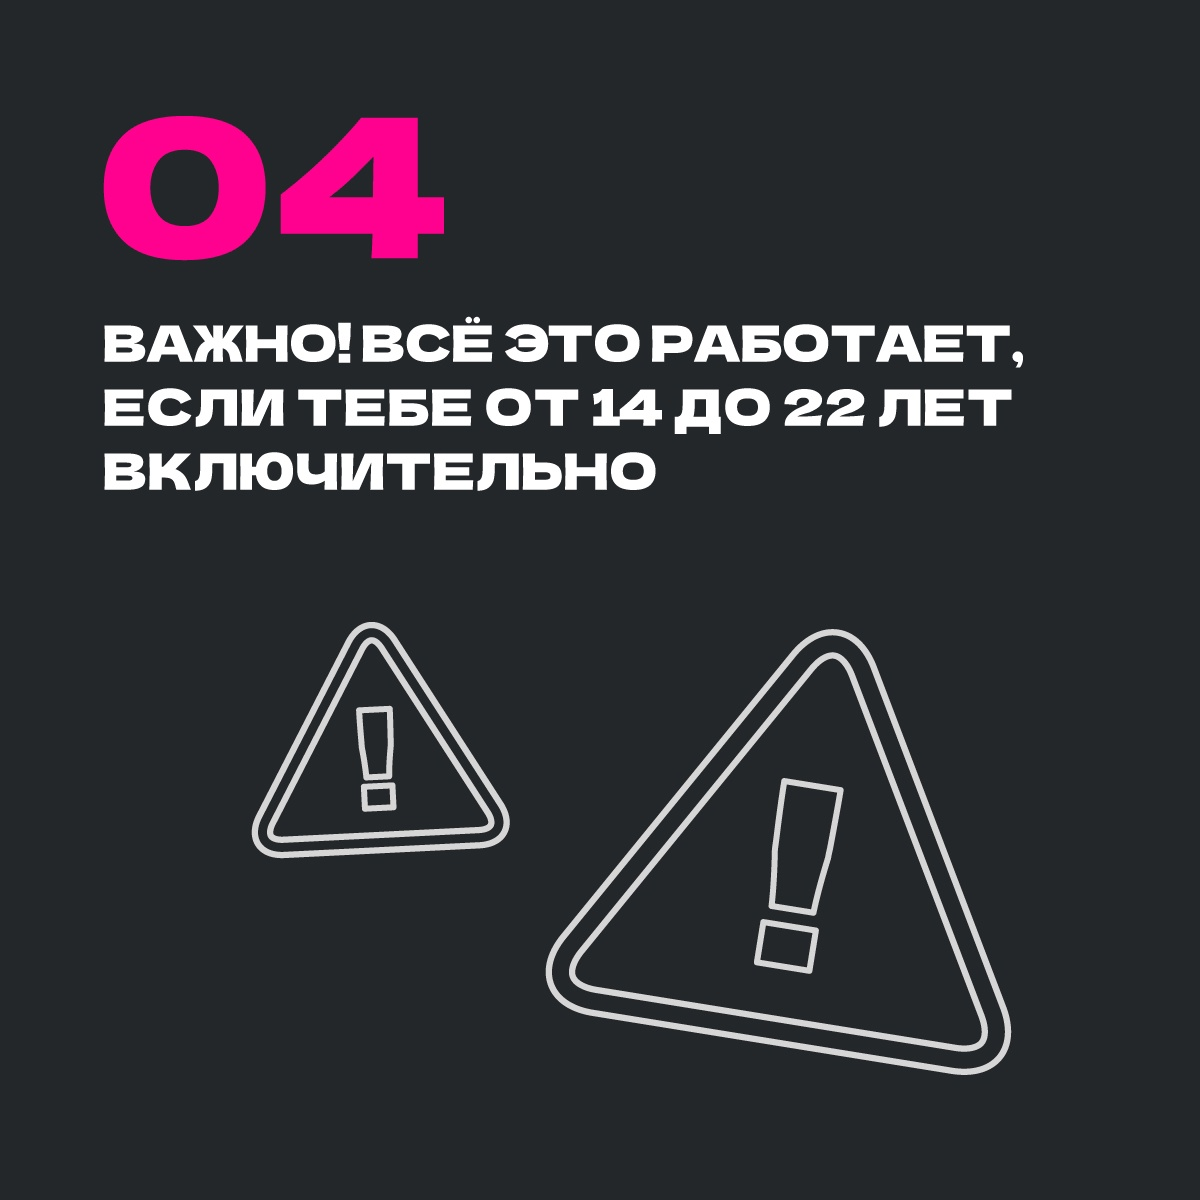 04
ВАЖНО! ВСЁ ЭТО РАБОТАЕТ,
ЕСЛИ ТЕБЕ ОТ 14 ДО 22 ЛЕТ
ВКЛЮЧИТЕЛЬНО
!
!